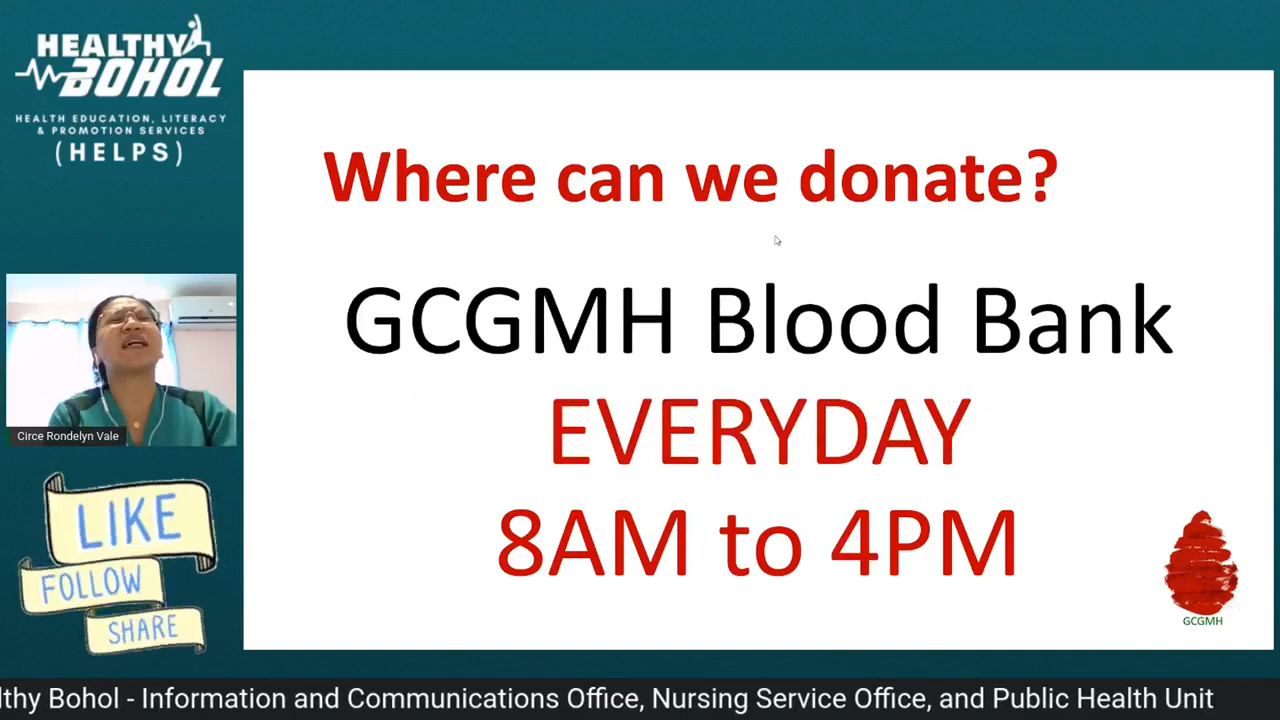 HEALTHY
BOHOL
HEALTH EDUCATION, LITERACY
& PROMOTION SERVICES
(HELPS)
Where can we donate?
GCGMH Blood Bank
EVERYDAY
8AM to 4PM
Circe Rondelyn Vale
LIKE
FOLLOW
SHARE
GCGMH
lthy Bohol - Information and Communications Office, Nursing Service Office, and Public Health Unit